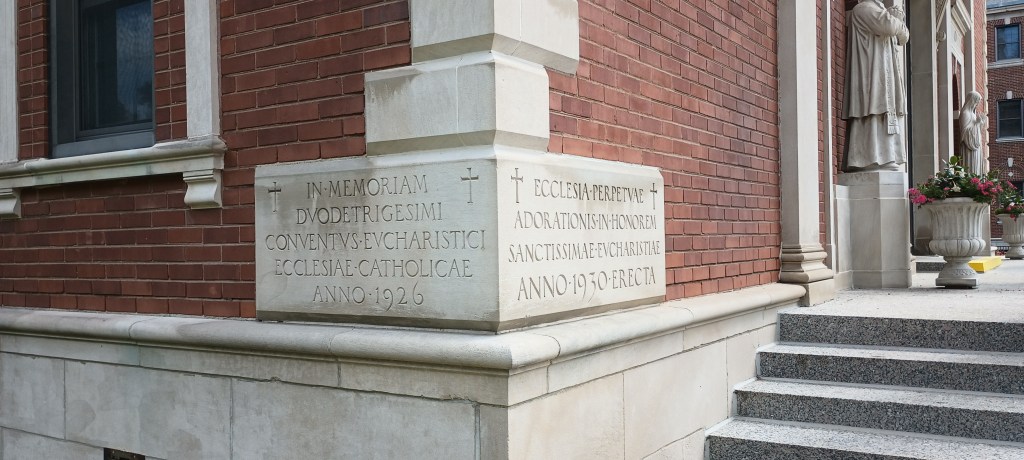 IN·MEMORIAM
DVODETRIGESIMI
CONVENTVS·EVCHARISTICI
ECCLESIAE·CATHOLICAE
ANNO·1926
ECCLESIA·PERPETVAE
ADORATIONIS·IN·HONOREM
SANCTISSIMAE·EVCHARISTIAE
ANNO·1930·ERECTA